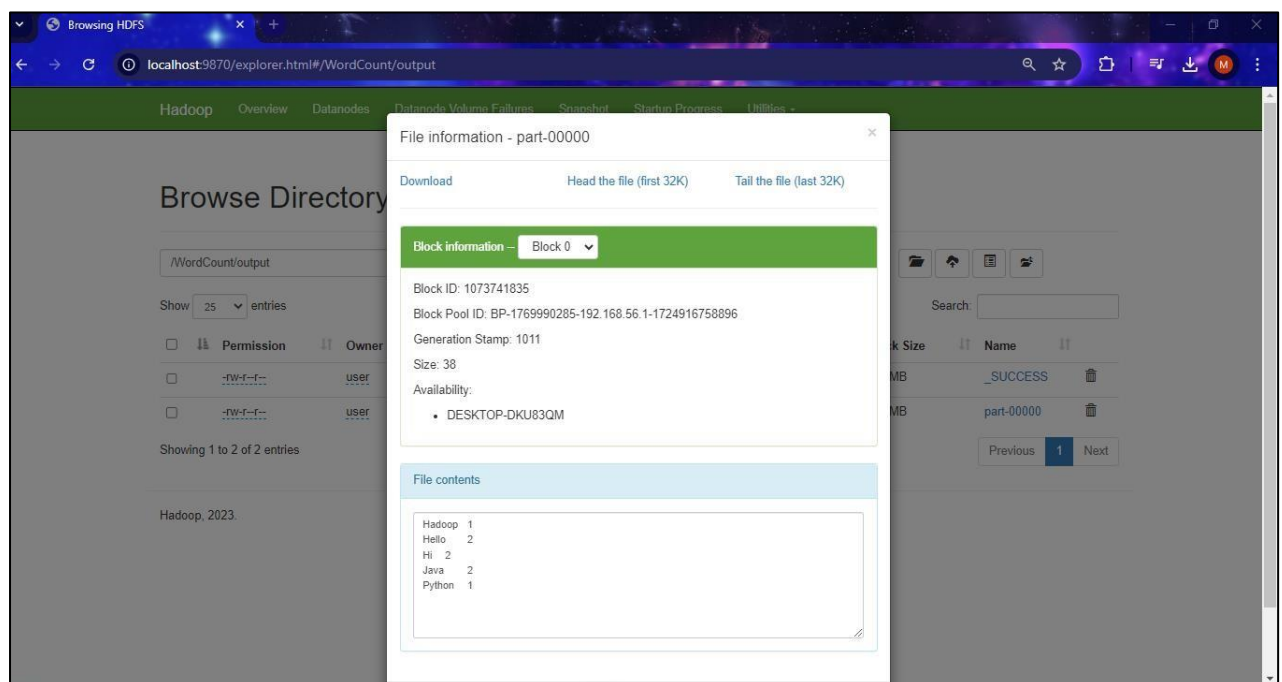 Browsing HDFS
localhost:9870/explorer.html#/WordCount/output
M
Hadoop Overview Datanodes Datanode Volume Failures Snapshot Startup Progress Utilities
File information - part-00000 ×
Download Head the file (first 32K) Tail the file (last 32K)
Browse Directory
Block information -- Block 0
/WordCount/output
Block ID: 1073741835
Block Pool ID: BP-1769990285-192.168.56.1-1724916758896
Generation Stamp: 1011
Size: 38
Availability:
• DESKTOP-DKU83QM
Show 25 entries Search:
Permission Owner k Size Name
-rw-r--r-- user MB _SUCCESS
-rw-r--r-- user MB part-00000
Showing 1 to 2 of 2 entries Previous 1 Next
File contents
Hadoop 1
Hello 2
Hi 2
Java 2
Python 1
Hadoop, 2023.